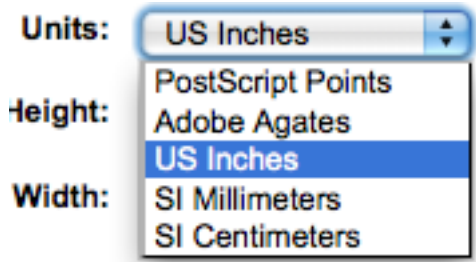 Units: US Inches
PostScript Points
Height: Adobe Agates
US Inches
Width: SI Millimeters
SI Centimeters